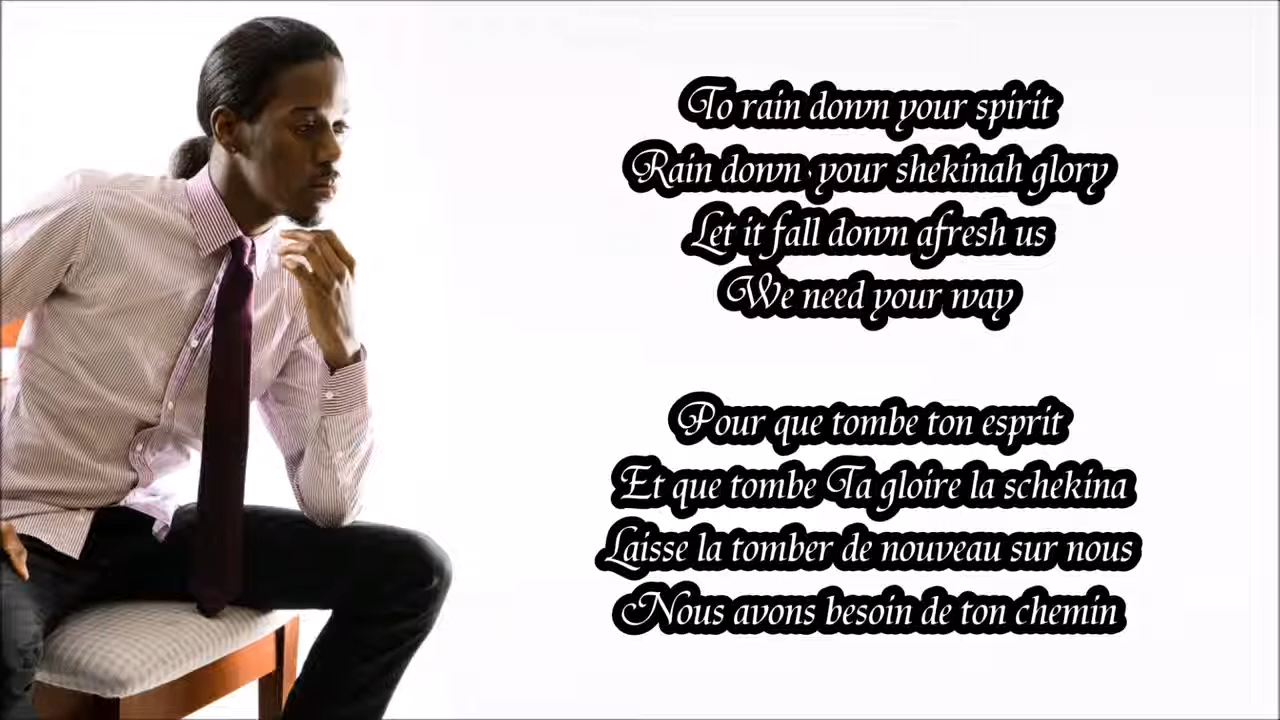 To rain down your spirit
Rain down your shekinah glory
Let it fall down afresh us
We need your way
Pour que tombe ton esprit
Et que tombe Ta gloire la schekina
Laisse la tomber de nouveau sur nous
Nous avons besoin de ton chemin